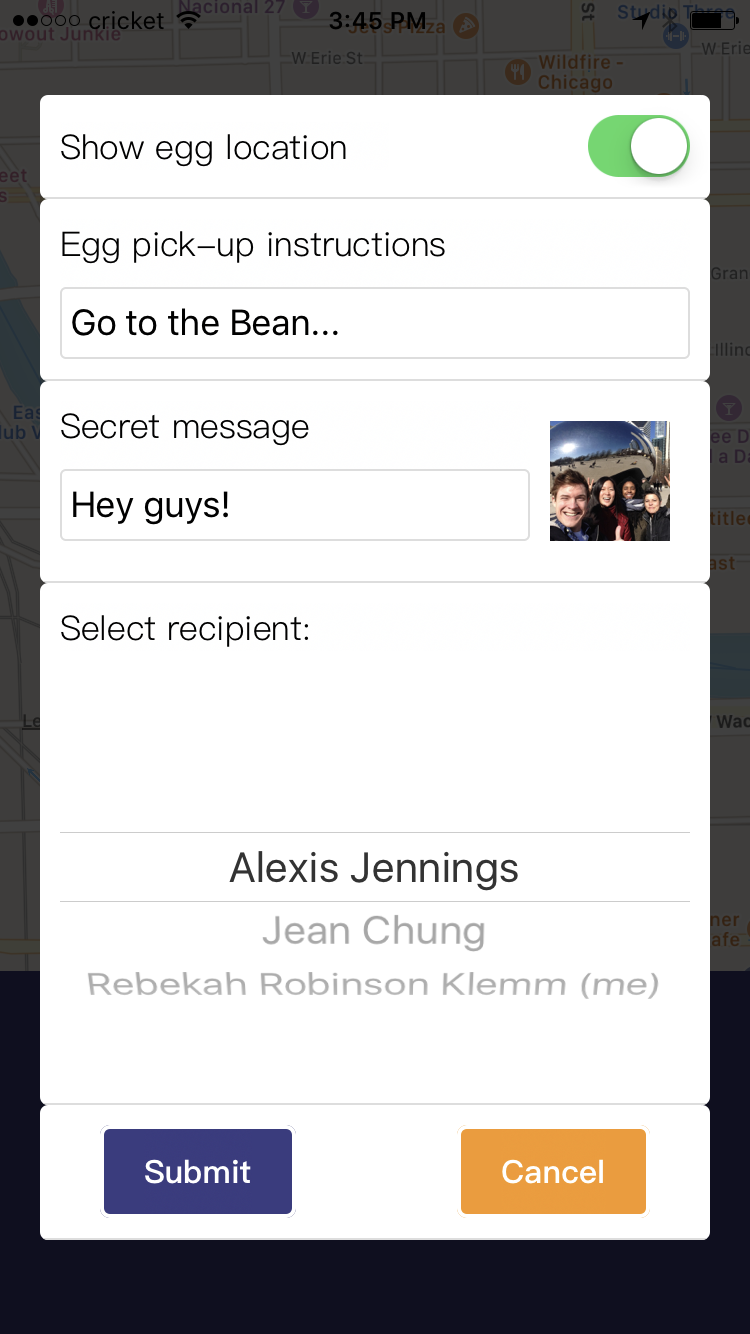 cricket
3:45 PM
Nacional 27
Studio Three
owout Junkie
Jet's Pizza
St
W Erie St
W Erie
Wildfire -
Chicago
Show egg location
Egg pick-up instructions
Go to the Bean...
Secret message
Hey guys!
Select recipient:
Alexis Jennings
Jean Chung
Rebekah Robinson Klemm (me)
Submit
Cancel